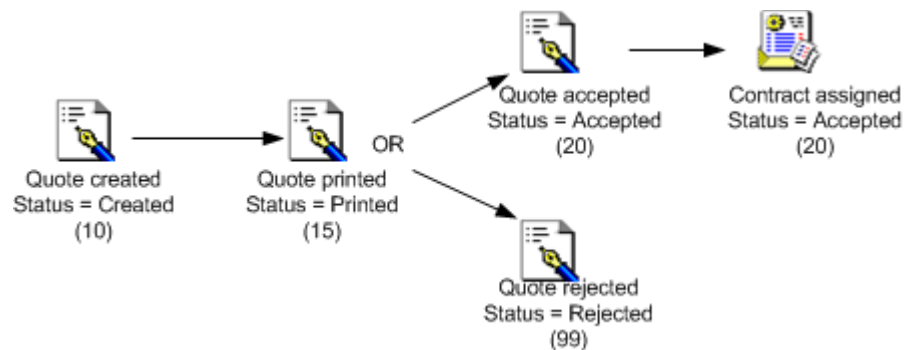 Quote created
Status = Created
(10)
Quote printed
Status = Printed
(15)
OR
Quote accepted
Status = Accepted
(20)
Contract assigned
Status = Accepted
(20)
Quote rejected
Status = Rejected
(99)